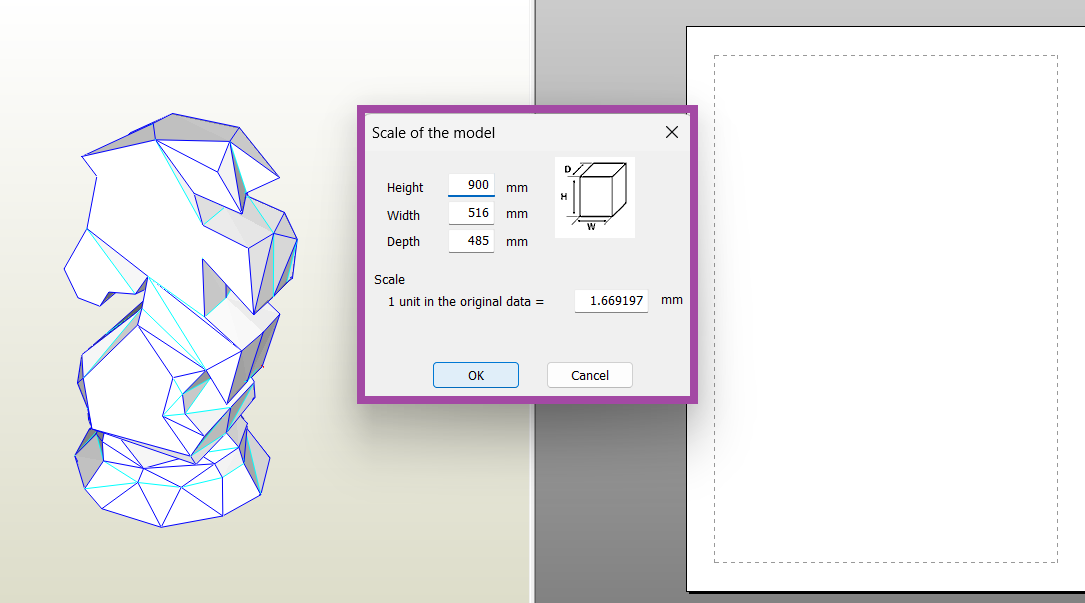 Scale of the model
D
H
W
Height 900 mm
Width 516 mm
Depth 485 mm
Scale
1 unit in the original data = 1.669197 mm
OK Cancel